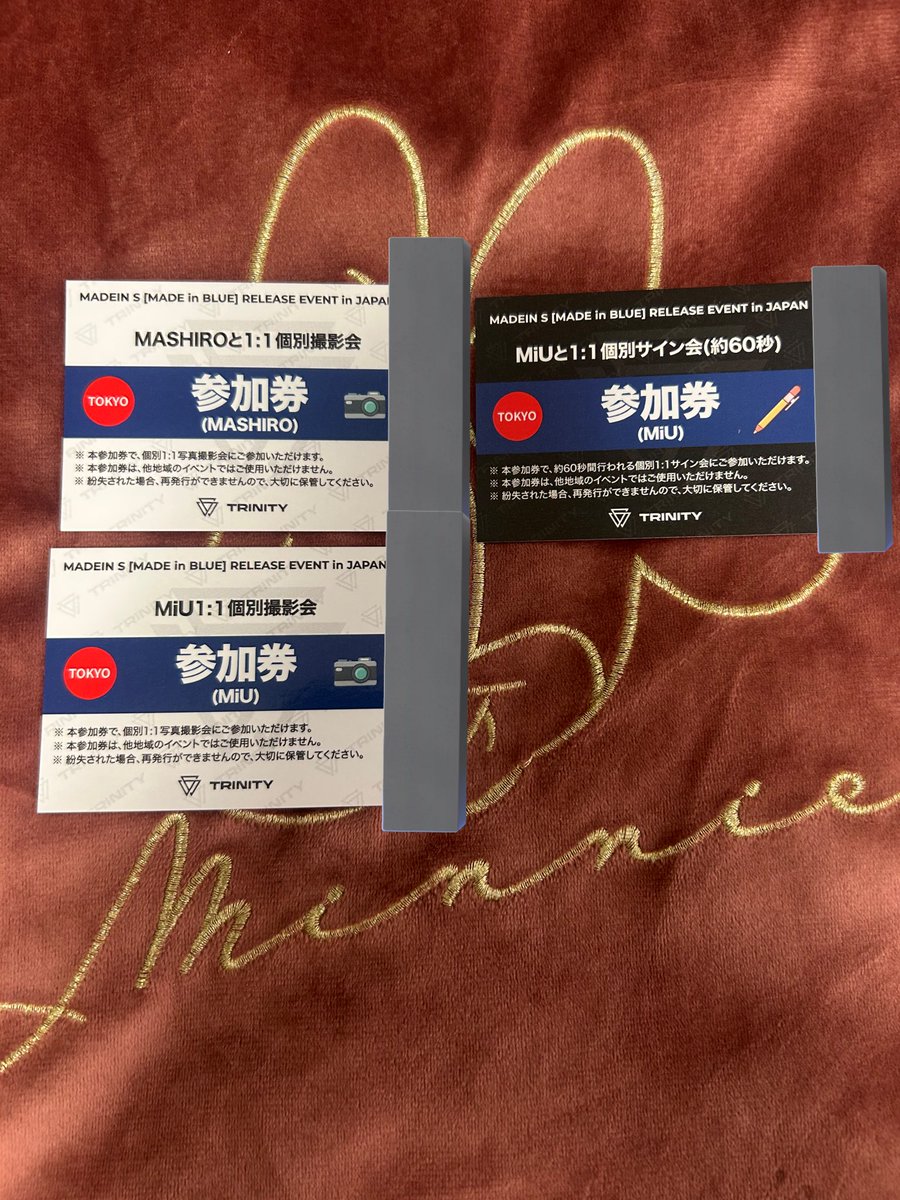 MADEIN S [MADE in BLUE] RELEASE EVENT in JAPAN
MASHIROと1:1個別撮影会
TOKYO
参加券
(MASHIRO)
※ 本参加券で、個別1:1写真撮影会にご参加いただけます。
※ 本参加券は、他地域のイベントではご使用いただけません。
※ 紛失された場合、再発行ができませんので、大切に保管してください。
TRINITY
MADEIN S [MADE in BLUE] RELEASE EVENT in JAPAN
MiUと1:1個別サイン会(約60秒)
TOKYO
参加券
(MiU)
※ 本参加券で、約60秒間行われる個別1:1サイン会にご参加いただけます。
※ 本参加券は、他地域のイベントではご使用いただけません。
※ 紛失された場合、再発行ができませんので、大切に保管してください。
TRINITY
MADEIN S [MADE in BLUE] RELEASE EVENT in JAPAN
MiU1:1個別撮影会
TOKYO
参加券
(MiU)
※ 本参加券で、個別1:1写真撮影会にご参加いただけます。
※ 本参加券は、他地域のイベントではご使用いただけません。
※ 紛失された場合、再発行ができませんので、大切に保管してください。
TRINITY
Minnie